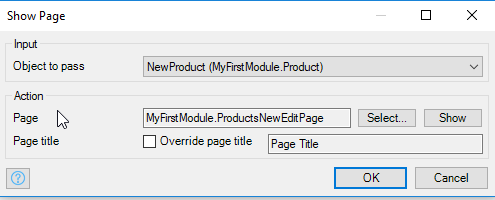 Show Page
Input
Object to pass NewProduct (MyFirstModule.Product)
Action
Page MyFirstModule.ProductsNewEditPage Select... Show
Page title Override page title Page Title
? OK Cancel